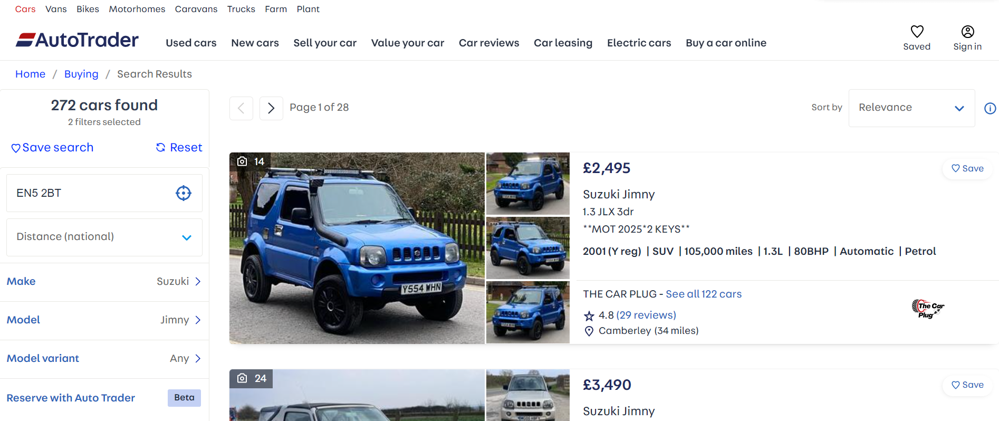 Cars Vans Bikes Motorhomes Caravans Trucks Farm Plant
AutoTrader
Used cars New cars Sell your car Value your car Car reviews Car leasing Electric cars Buy a car online
Saved
Sign in
Home / Buying / Search Results
272 cars found
2 filters selected
Save search
Reset
EN5 2BT
Distance (national)
Make Suzuki
Model Jimny
Model variant Any
Reserve with Auto Trader Beta
Page 1 of 28
Sort by Relevance
14
Y554 WHN
£2,495
Save
Suzuki Jimny
1.3 JLX 3dr
**MOT 2025*2 KEYS**
2001 (Y reg) | SUV | 105,000 miles | 1.3L | 80BHP | Automatic | Petrol
THE CAR PLUG - See all 122 cars
4.8 (29 reviews)
Camberley (34 miles)
The Car
Plug
24
£3,490
Save
Suzuki Jimny